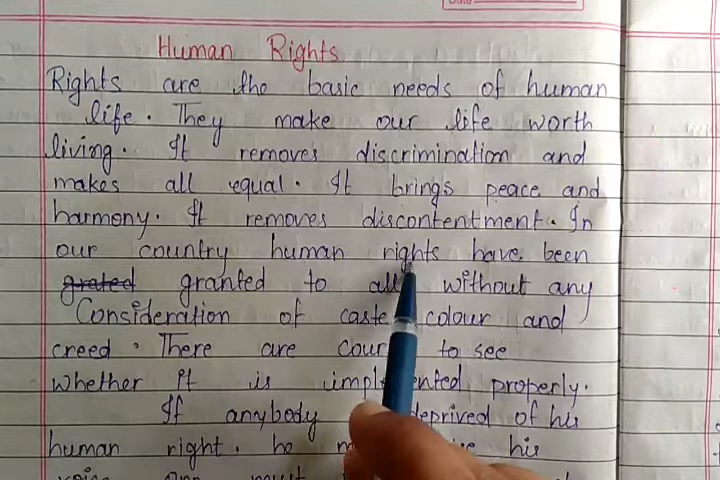 Date
Human Rights
Rights are the basic needs of human
life. They make our life worth
living. It removes discrimination and
makes all equal. It brings peace and
harmony. It removes discontentment. In
our country human rights have been
grated granted to all without any
Consideration of caste colour and
creed. There are to see
whether it is properly.
If anybody deprived of his
human right. he his
must